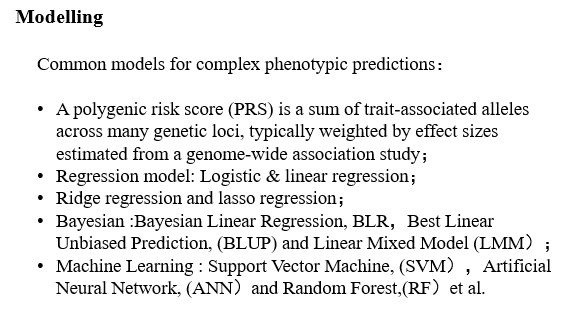 Modelling
Common models for complex phenotypic predictions：
• A polygenic risk score (PRS) is a sum of trait-associated alleles
across many genetic loci, typically weighted by effect sizes
estimated from a genome-wide association study；
• Regression model: Logistic & linear regression；
• Ridge regression and lasso regression；
• Bayesian :Bayesian Linear Regression, BLR，Best Linear
Unbiased Prediction, (BLUP) and Linear Mixed Model (LMM）；
• Machine Learning : Support Vector Machine, (SVM），Artificial
Neural Network, (ANN）and Random Forest,(RF）et al.